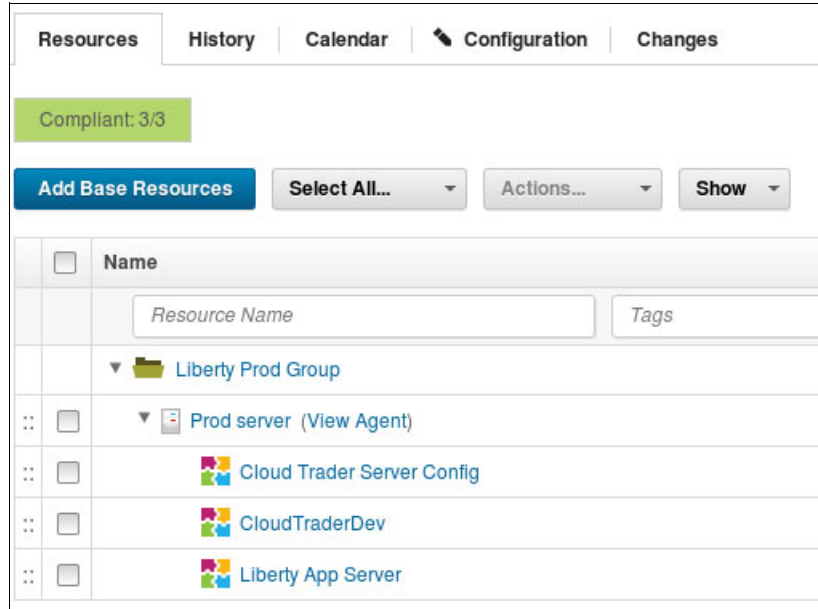 Resources History Calendar Configuration Changes
Compliant: 3/3
Add Base Resources Select All... Actions... Show
Name
Resource Name Tags
Liberty Prod Group
Prod server (View Agent)
Cloud Trader Server Config
CloudTraderDev
Liberty App Server